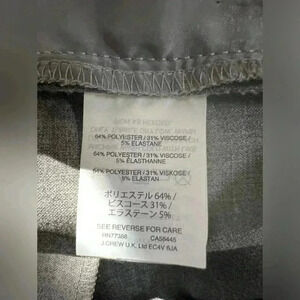 64% POLYESTER / 31% VISCOSE /
5% ELASTANE
64% POLYESTER / 31% VISCOSE /
5% ELASTHANNE
64% POLYESTER / 31% VISKOSE /
5% ELASTAN
ポリエステル 64% /
ビスコース 31% /
エラステーン 5%
SEE REVERSE FOR CARE
RN77388 CA56445
J.CREW U.K. Ltd EC4V 6JA